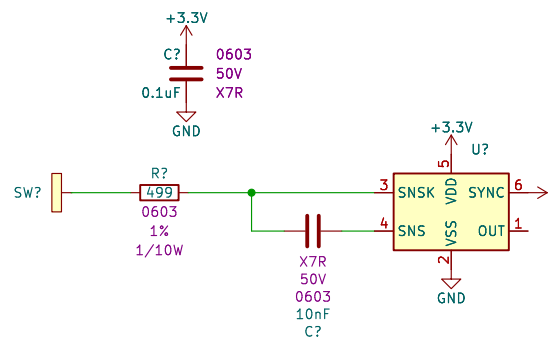 +3.3V
C? 0603
50V
0.1uF X7R
GND
+3.3V
U?
5
R?
SW? 499 3 SNSK VDD SYNC 6
0603
1%
1/10W
4 SNS VSS OUT 1
2
X7R
50V
0603
10nF
C?
GND